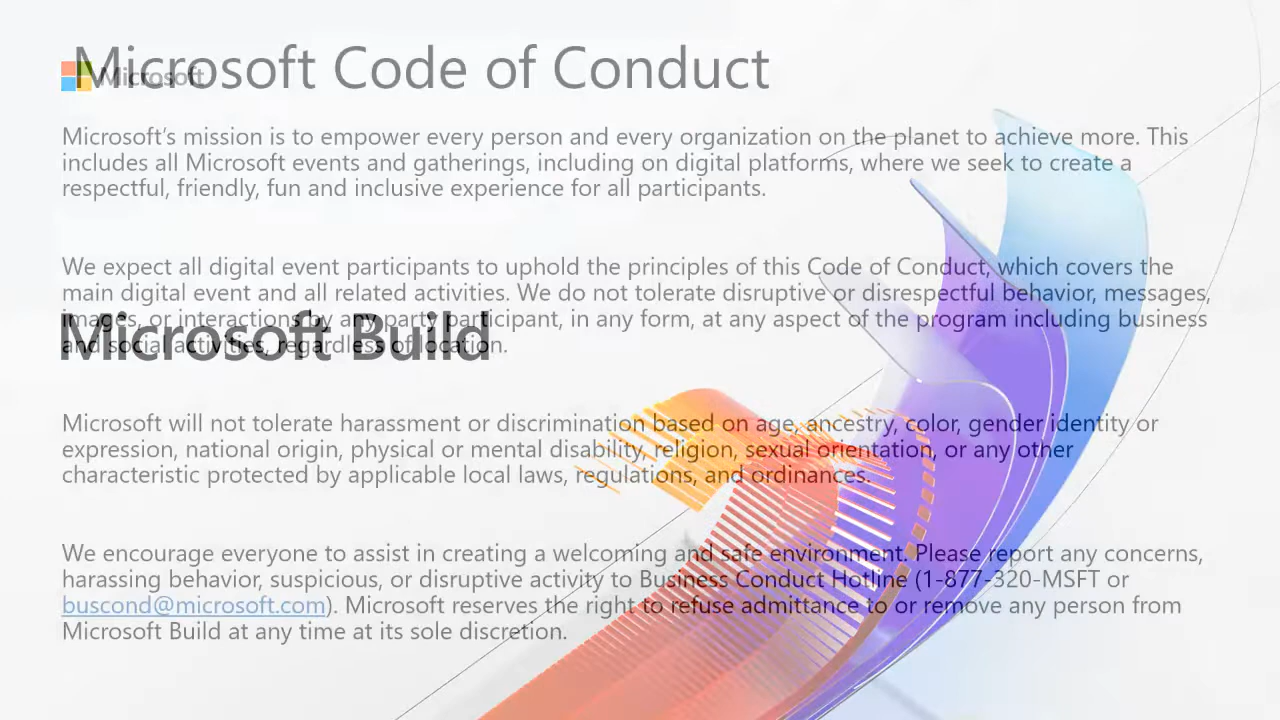 Microsoft Code of Conduct
Microsoft
Microsoft's mission is to empower every person and every organization on the planet to achieve more. This
includes all Microsoft events and gatherings, including on digital platforms, where we seek to create a
respectful, friendly, fun and inclusive experience for all participants.
We expect all digital event participants to uphold the principles of this Code of Conduct, which covers the
main digital event and all related activities. We do not tolerate disruptive or disrespectful behavior, messages,
images, or interactions by any party participant, in any form, at any aspect of the program including business
and social activities, regardless of location.
Microsoft Build
Microsoft will not tolerate harassment or discrimination based on age, ancestry, color, gender identity or
expression, national origin, physical or mental disability, religion, sexual orientation, or any other
characteristic protected by applicable local laws, regulations, and ordinances.
We encourage everyone to assist in creating a welcoming and safe environment. Please report any concerns,
harassing behavior, suspicious, or disruptive activity to Business Conduct Hotline (1-877-320-MSFT or
buscond@microsoft.com). Microsoft reserves the right to refuse admittance to or remove any person from
Microsoft Build at any time at its sole discretion.